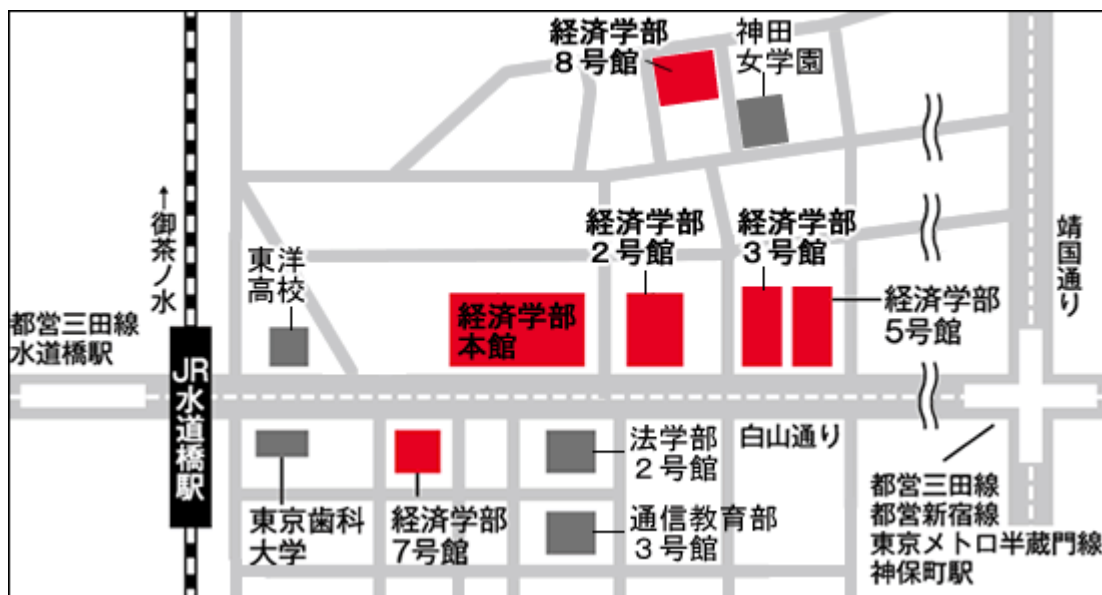 経済学部
８号館
神田
女学園
↑御茶ノ水
経済学部
２号館
経済学部
３号館
靖国通り
東洋
高校
経済学部
本館
経済学部
5号館
都営三田線
水道橋駅
JR水道橋駅
白山通り
法学部
２号館
東京歯科
大学
経済学部
7号館
通信教育部
３号館
都営三田線
都営新宿線
東京メトロ半蔵門線
神保町駅